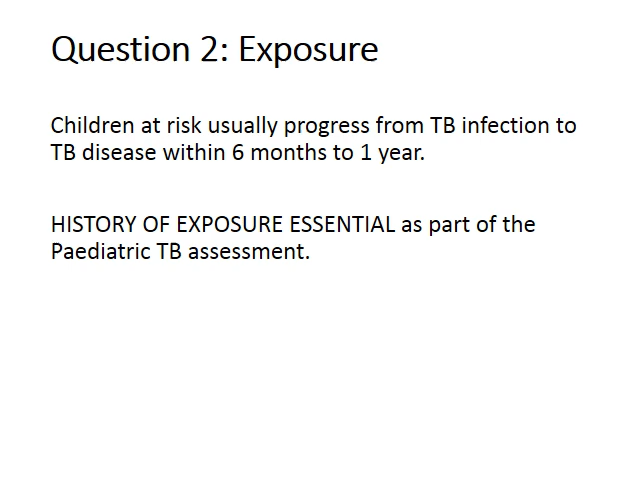 Question 2: Exposure
Children at risk usually progress from TB infection to
TB disease within 6 months to 1 year.
HISTORY OF EXPOSURE ESSENTIAL as part of the
Paediatric TB assessment.